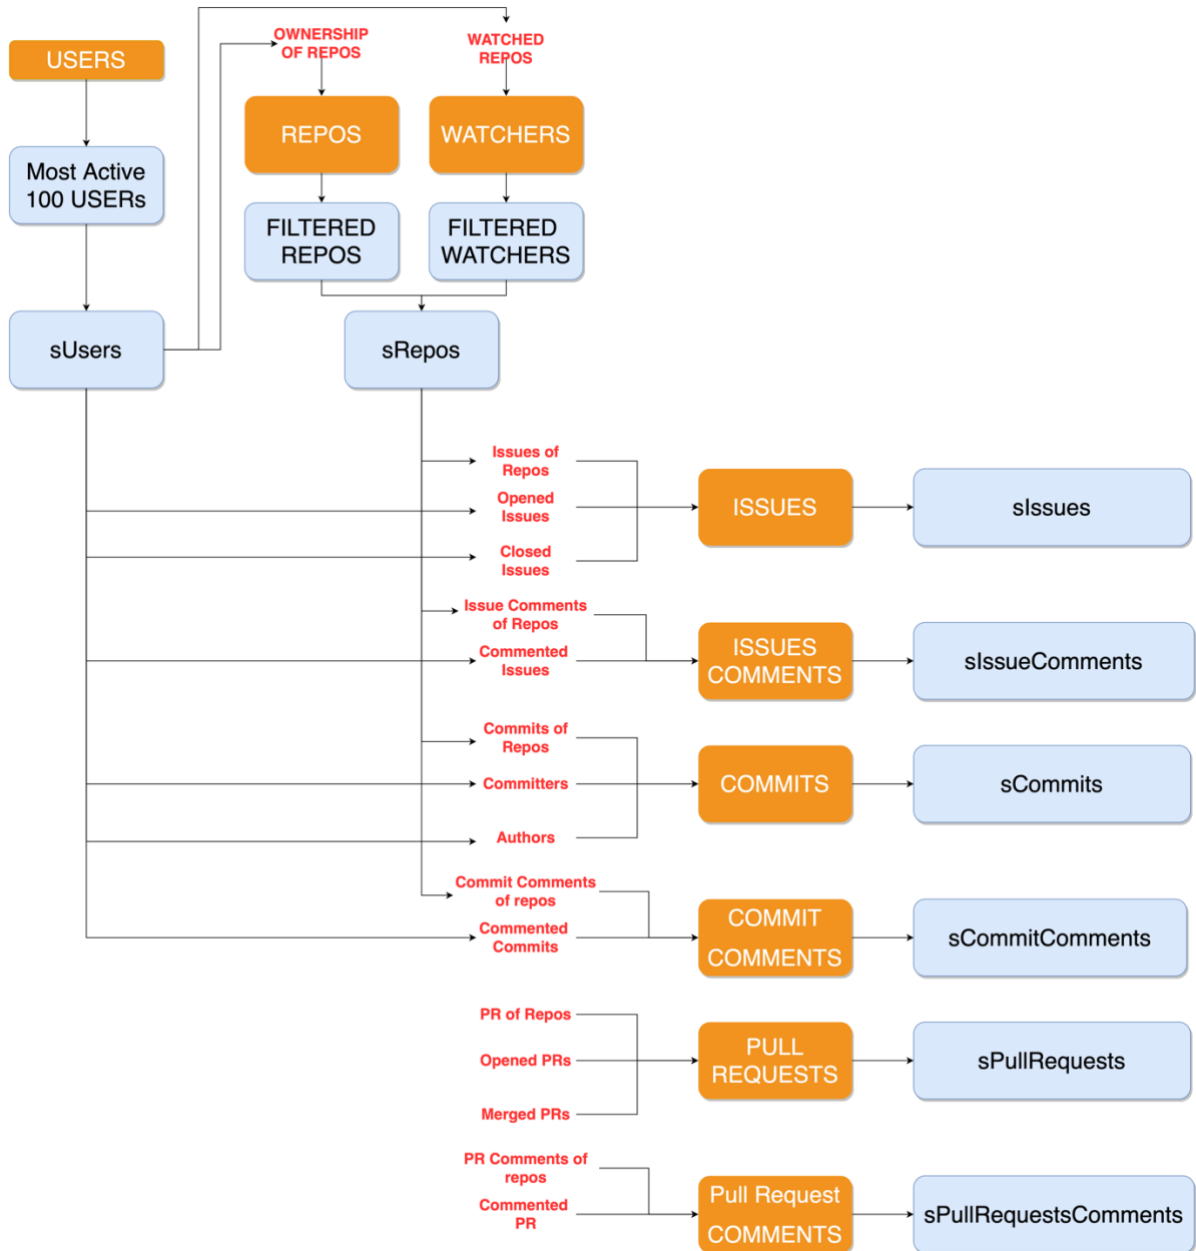 OWNERSHIP
OF REPOS
WATCHED
REPOS
USERS
REPOS
WATCHERS
Most Active
100 USERs
FILTERED
REPOS
FILTERED
WATCHERS
sUsers
sRepos
Issues of
Repos
Opened
Issues
Closed
Issues
ISSUES
sIssues
Issue Comments
of Repos
Commented
Issues
ISSUES
COMMENTS
sIssueComments
Commits of
Repos
Committers
Authors
COMMITS
sCommits
Commit Comments
of repos
Commented
Commits
COMMIT
COMMENTS
sCommitComments
PR of Repos
Opened PRs
Merged PRs
PULL
REQUESTS
sPullRequests
PR Comments of
repos
Commented
PR
Pull Request
COMMENTS
sPullRequestsComments